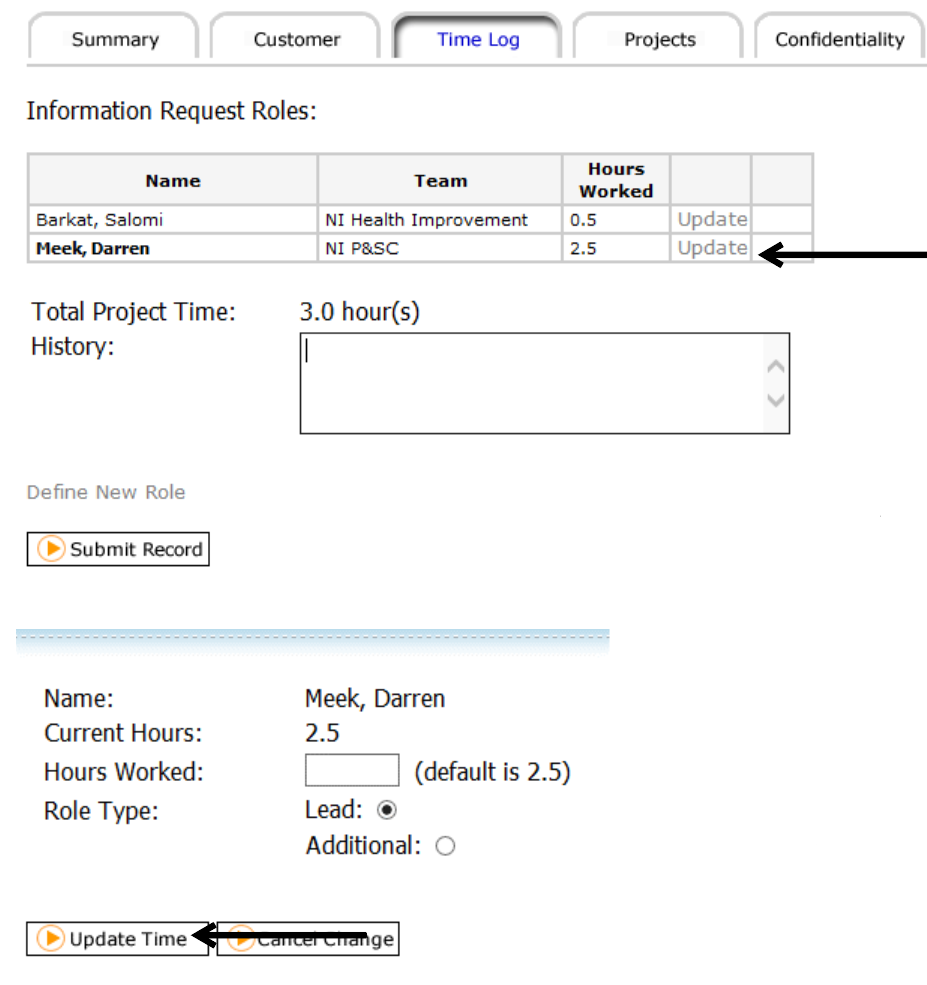 Summary Customer Time Log Projects Confidentiality
Information Request Roles:
Name Team Hours Worked
Barkat, Salomi NI Health Improvement 0.5 Update
Meek, Darren NI P&SC 2.5 Update
Total Project Time: 3.0 hour(s)
History:
Define New Role
Submit Record
Name: Meek, Darren
Current Hours: 2.5
Hours Worked: (default is 2.5)
Role Type: Lead:
Additional:
Update Time Cancel Change